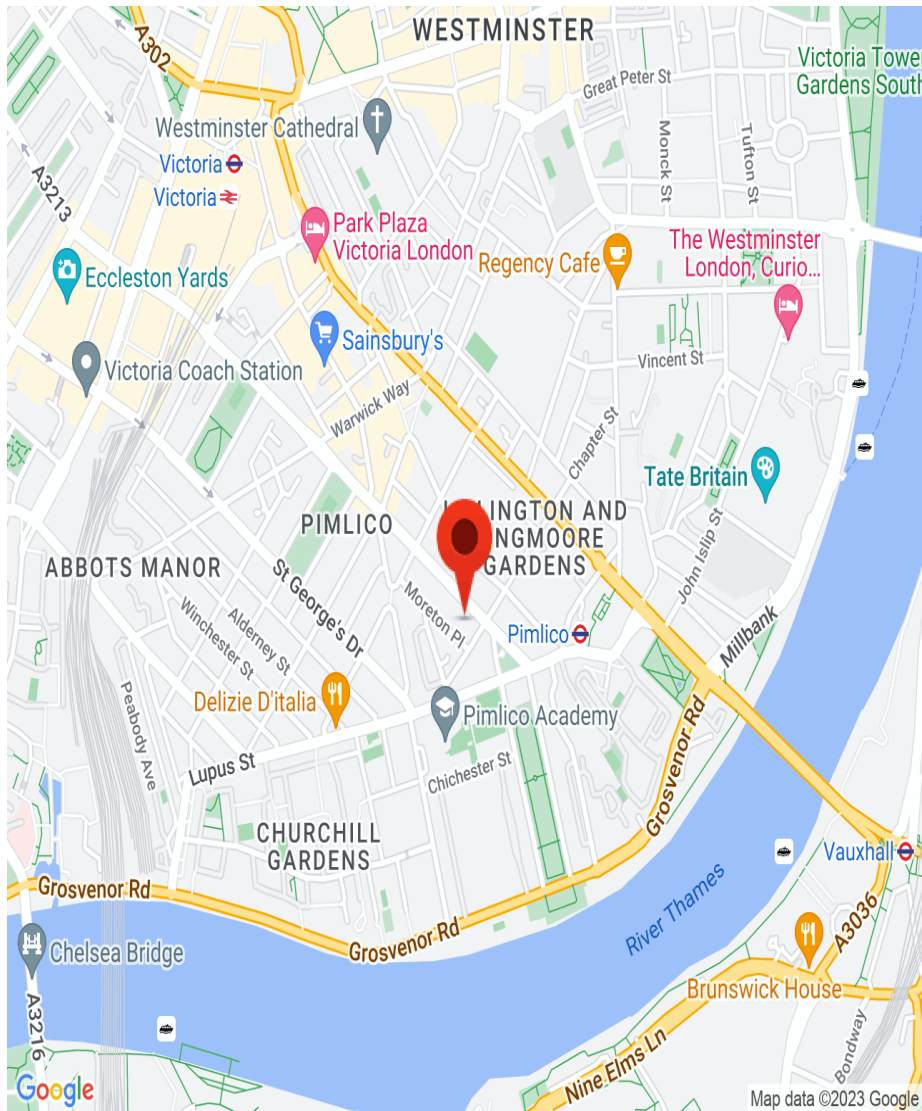 WESTMINSTER
A302
Great Peter St
Victoria Towe
Gardens South
Westminster Cathedral
Monck St
Tufton St
Victoria
Victoria
A3213
Park Plaza
Victoria London
Regency Cafe
The Westminster
London, Curio...
Eccleston Yards
Sainsbury's
Vincent St
Victoria Coach Station
Warwick Way
Chapter St
Tate Britain
PIMLICO
INGTON AND
NGMOORE
GARDENS
ABBOTS MANOR
John Islip St
St George's Dr
Moreton Pl
Alderney St
Winchester St
Pimlico
Millbank
Peabody Ave
Delizie D'italia
Pimlico Academy
Grosvenor Rd
Lupus St
Chichester St
CHURCHILL
GARDENS
Vauxhall
Grosvenor Rd
River Thames
A3036
Grosvenor Rd
Chelsea Bridge
Brunswick House
A3216
Nine Elms Ln
Bondway
Google
Map data ©2023 Google